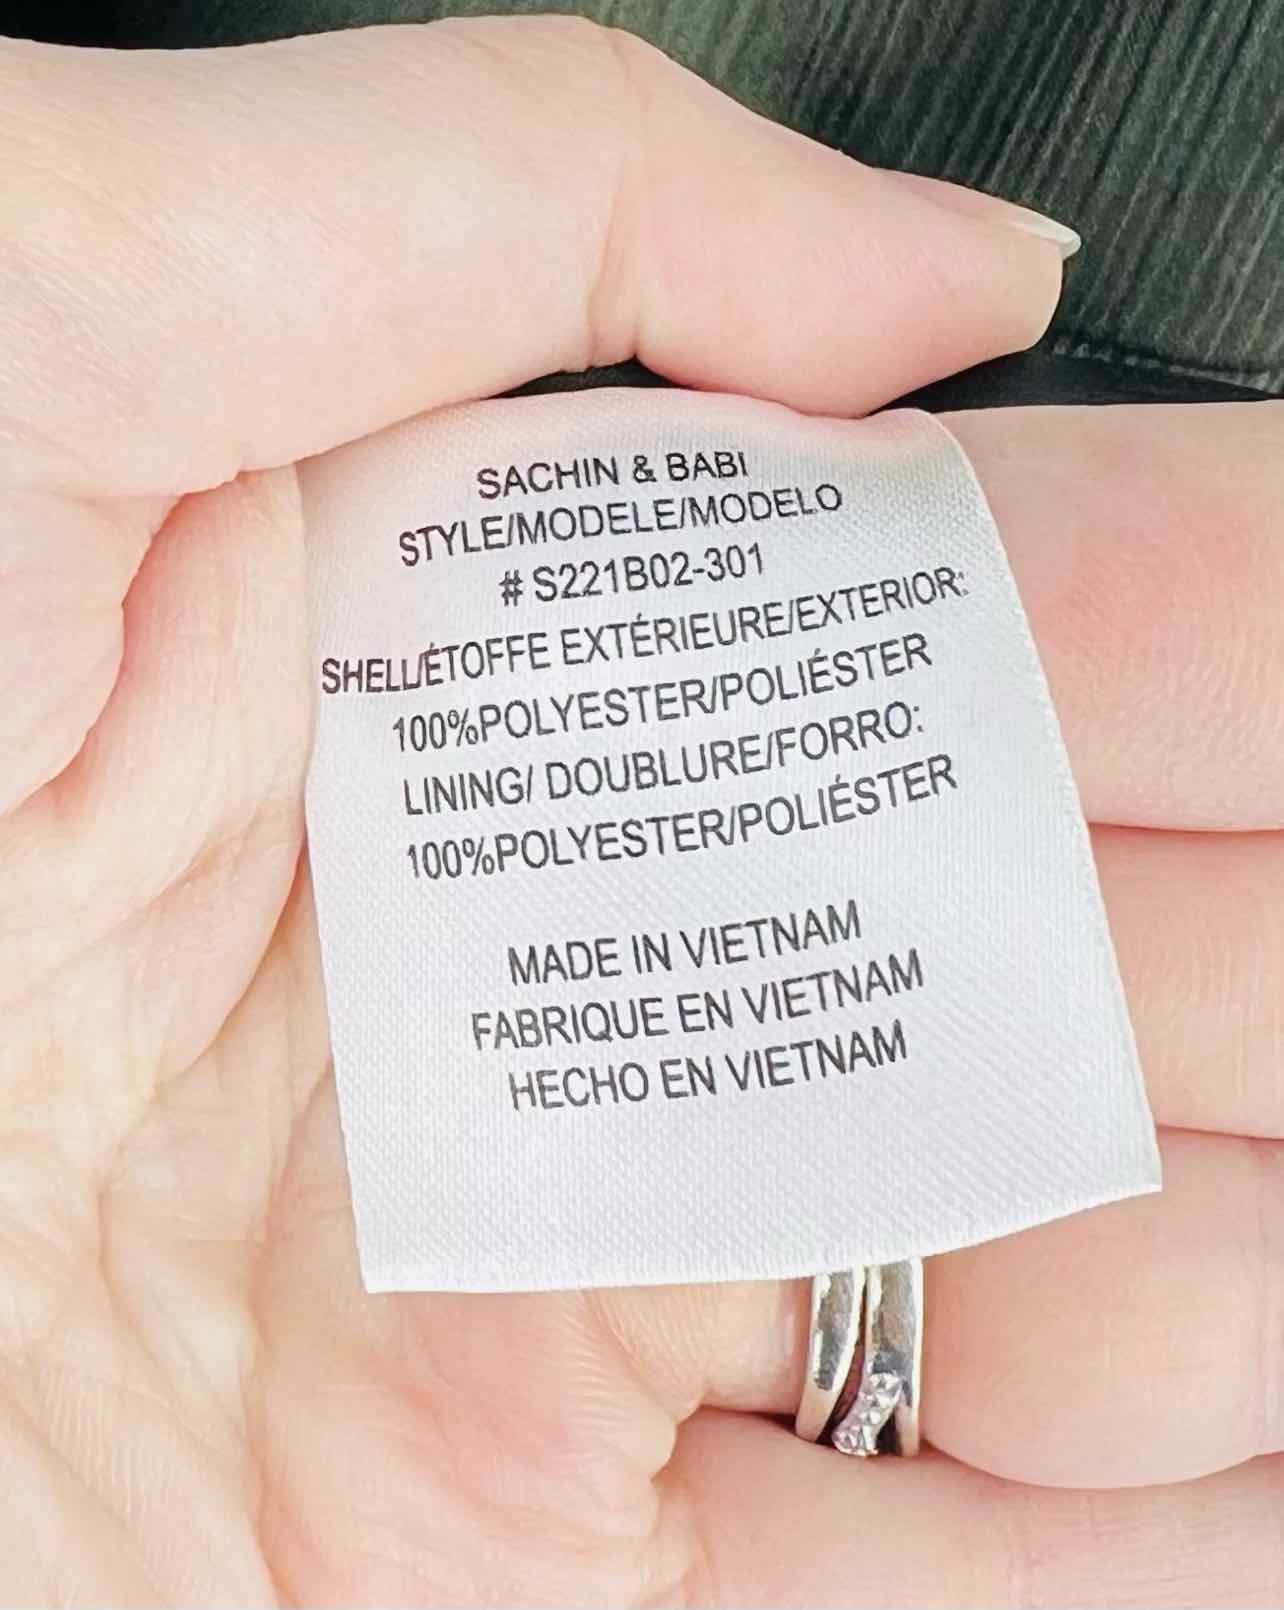 SACHIN & BABI
STYLE/MODELE/MODELO
# S221B02-301
SHELL/ÉTOFFE EXTÉRIEURE/EXTERIOR:
100%POLYESTER/POLIÉSTER
LINING/ DOUBLURE/FORRO:
100%POLYESTER/POLIÉSTER
MADE IN VIETNAM
FABRIQUE EN VIETNAM
HECHO EN VIETNAM